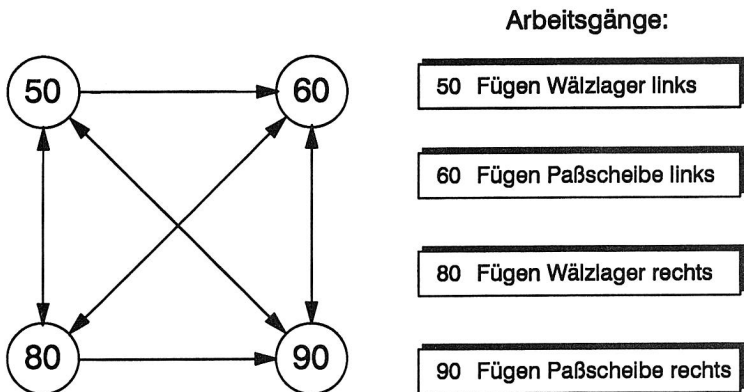 Arbeitsgänge:
50
60
80
90
50 Fügen Wälzlager links
60 Fügen Paßscheibe links
80 Fügen Wälzlager rechts
90 Fügen Paßscheibe rechts